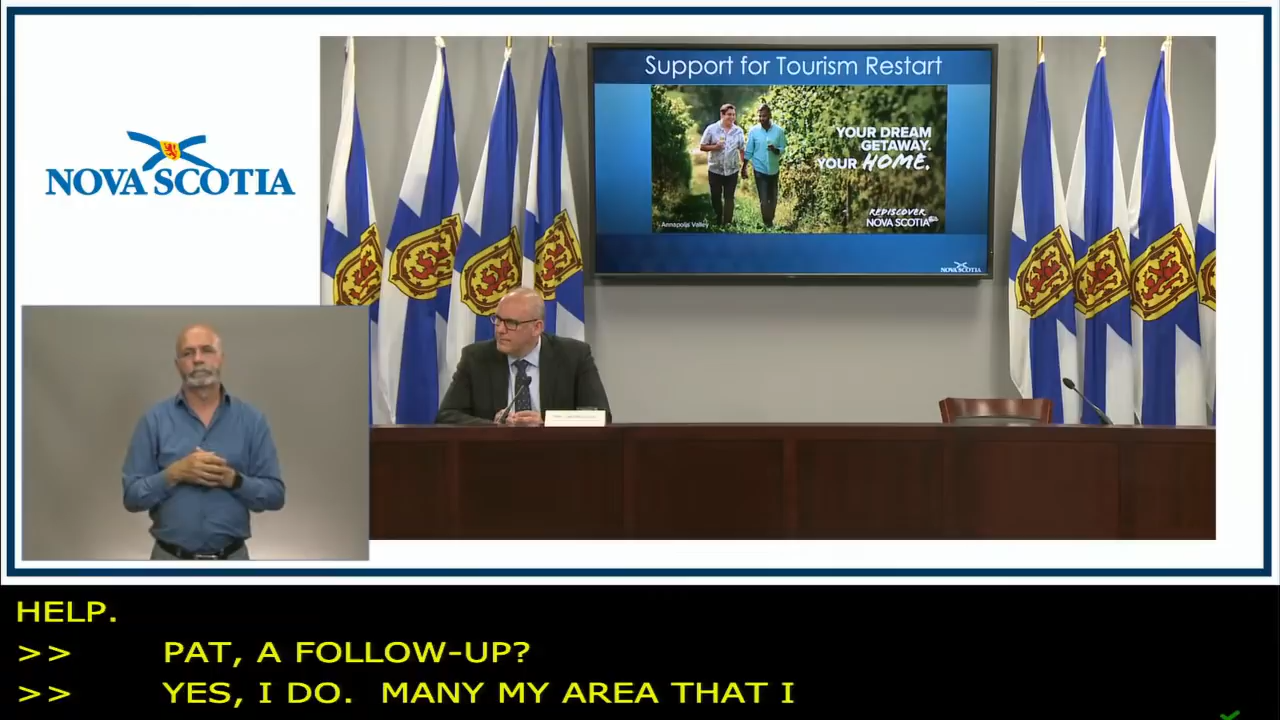 NOVA SCOTIA
Support for Tourism Restart
YOUR DREAM
GETAWAY.
YOUR HOME.
REDISCOVER
NOVA SCOTIA
Annapolis Valley
NOVA SCOTIA
HELP.
>> PAT, A FOLLOW-UP?
>> YES, I DO. MANY MY AREA THAT I